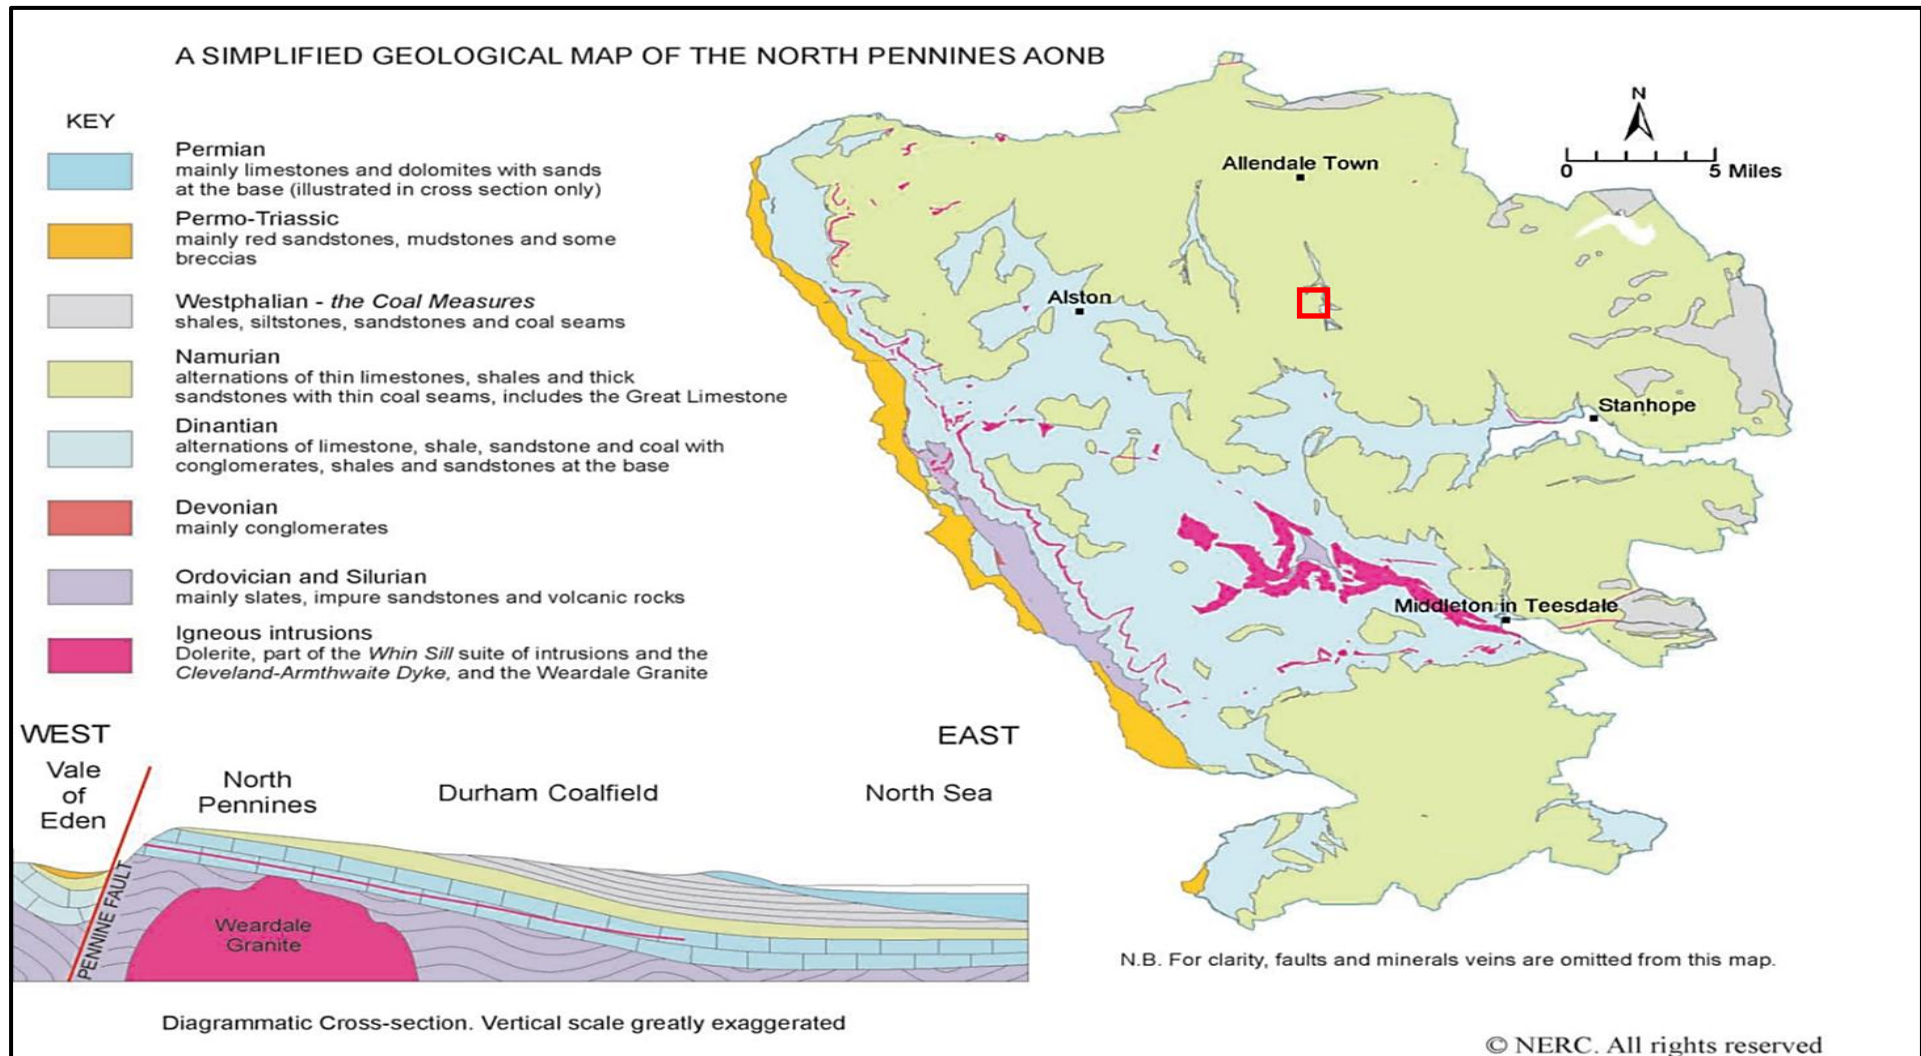 A SIMPLIFIED GEOLOGICAL MAP OF THE NORTH PENNINES AONB
KEY
Permian
mainly limestones and dolomites with sands
at the base (illustrated in cross section only)
Permo-Triassic
mainly red sandstones, mudstones and some
breccias
Westphalian - the Coal Measures
shales, siltstones, sandstones and coal seams
Namurian
alternations of thin limestones, shales and thick
sandstones with thin coal seams, includes the Great Limestone
Dinantian
alternations of limestone, shale, sandstone and coal with
conglomerates, shales and sandstones at the base
Devonian
mainly conglomerates
Ordovician and Silurian
mainly slates, impure sandstones and volcanic rocks
Igneous intrusions
Dolerite, part of the Whin Sill suite of intrusions and the
Cleveland-Armthwaite Dyke, and the Weardale Granite
N
0 5 Miles
Allendale Town
Alston
Stanhope
Middleton in Teesdale
WEST
EAST
Vale
of
Eden
North
Pennines
Durham Coalfield
North Sea
PENNINE FAULT
Weardale
Granite
N.B. For clarity, faults and minerals veins are omitted from this map.
Diagrammatic Cross-section. Vertical scale greatly exaggerated
© NERC. All rights reserved